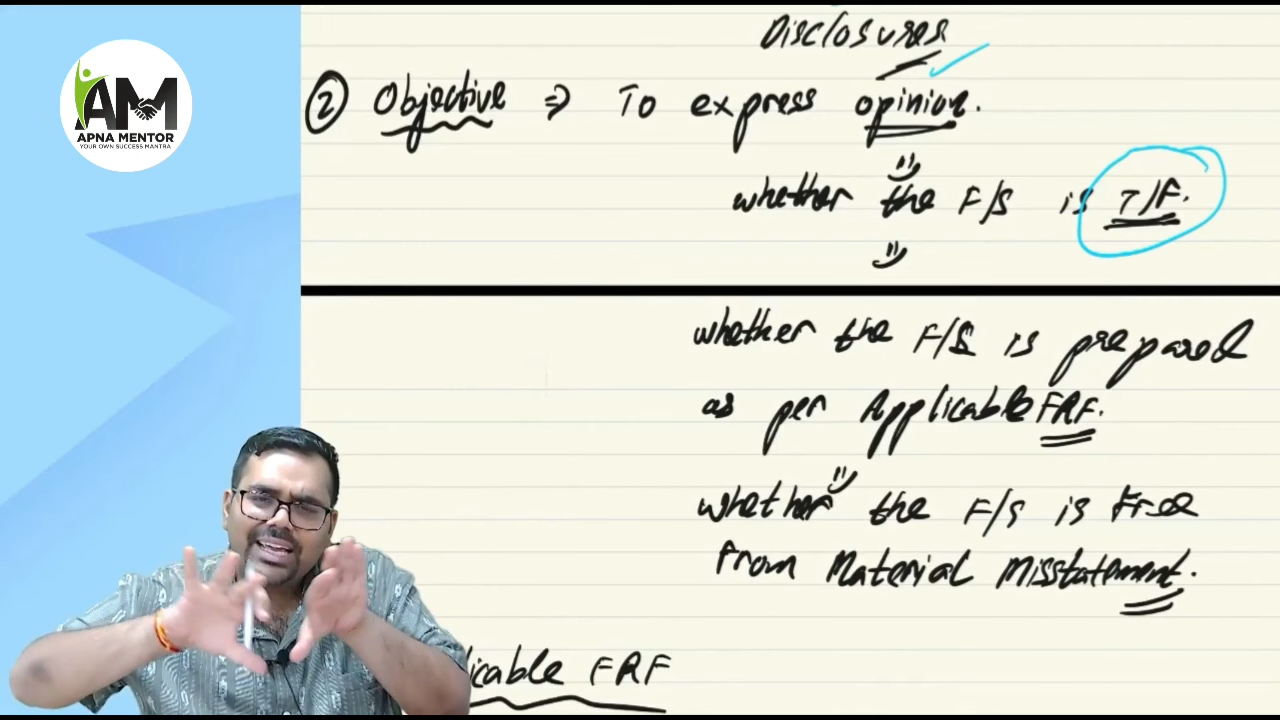 AM
APNA MENTOR
YOUR OWN SUCCESS MANTRA
Disclosures
② Objective ⇒ To express opinion.
whether the F/S is T/F.
whether the F/S is prepared
as per Applicable FRF.
whether the F/S is Free
From Material Misstatement.
licable FRF